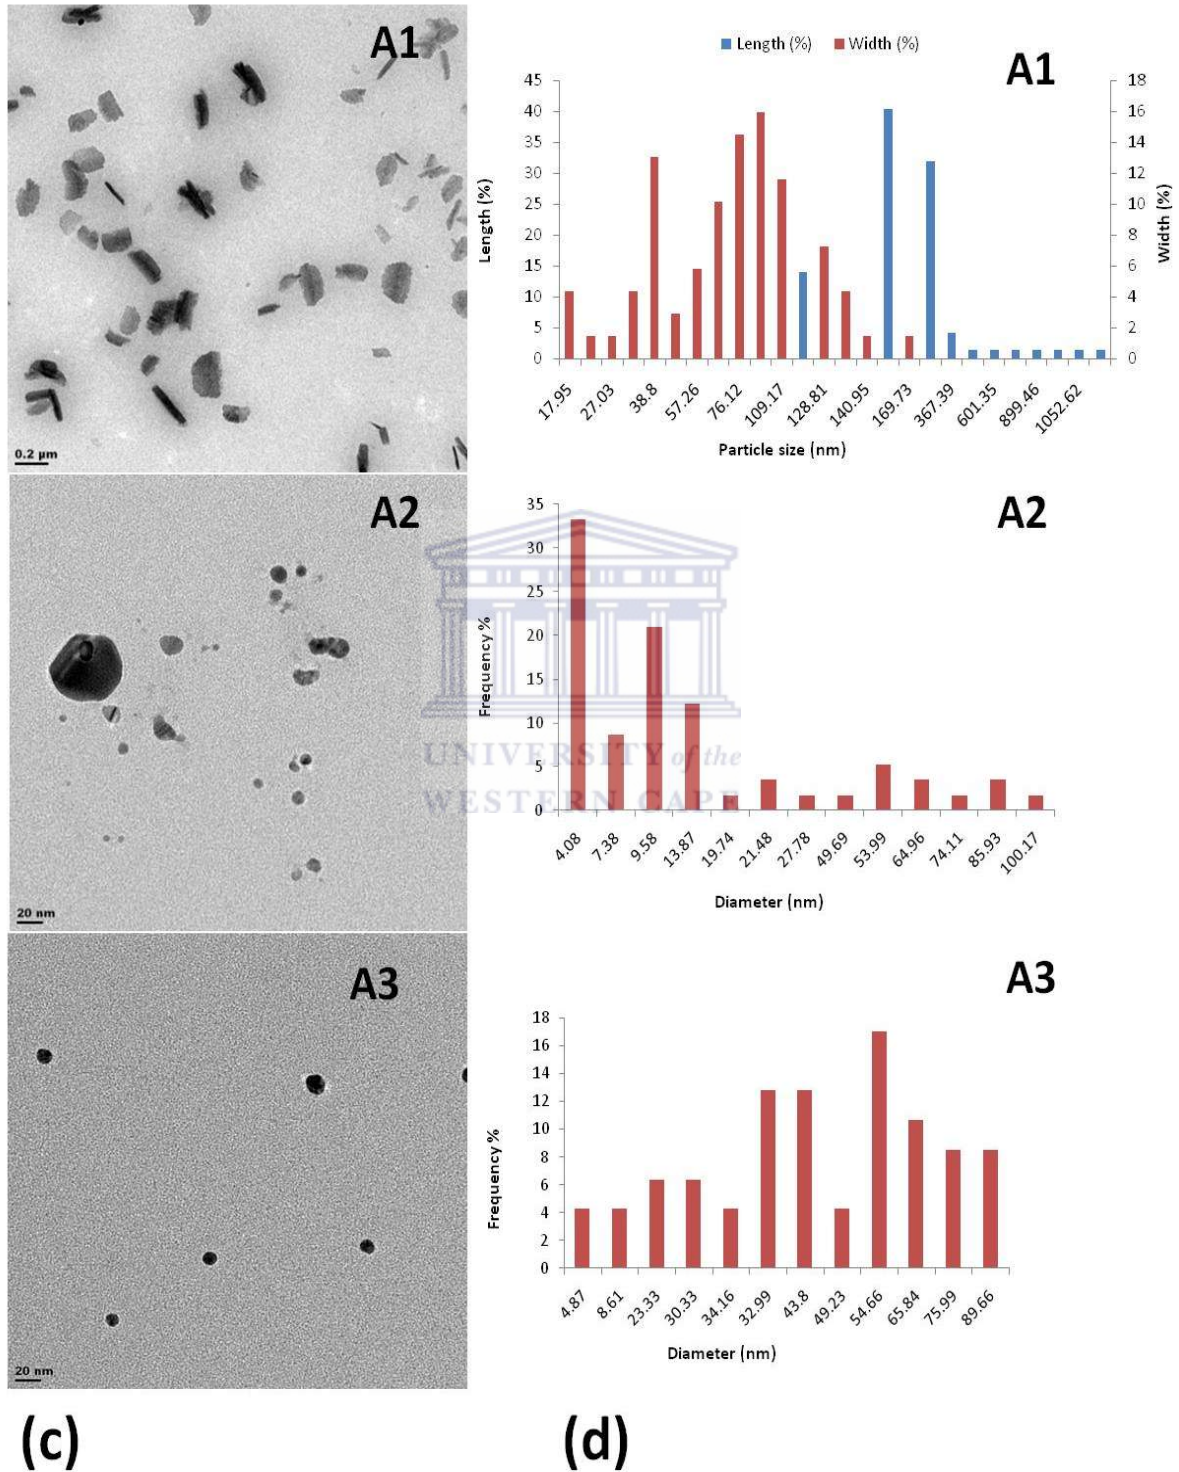 A1
0.2 µm
A2
20 nm
A3
20 nm
(c)
Length (%) Width (%)
A1
45
40
35
30
25
20
15
10
5
0
Length (%)
18
16
14
12
10
8
6
4
2
0
Width (%)
17.95 27.03 38.8 57.26 76.12 109.17 128.81 140.95 169.73 367.39 601.35 899.46 1052.62
Particle size (nm)
A2
35
30
25
20
15
10
5
0
Frequency %
4.08 7.38 9.58 13.87 19.74 21.48 27.78 49.69 53.99 64.96 74.11 85.93 100.17
Diameter (nm)
UNIVERSITY of the
WESTERN CAPE
A3
18
16
14
12
10
8
6
4
2
0
Frequency %
4.87 8.61 23.33 30.33 34.16 32.99 43.8 49.23 54.66 65.84 75.99 89.66
Diameter (nm)
(d)